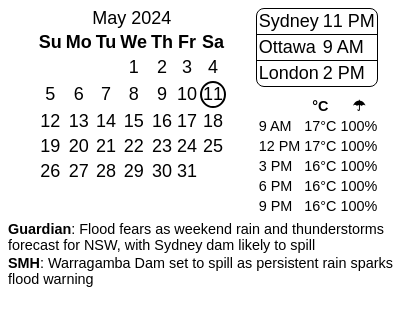 May 2024
Su Mo Tu We Th Fr Sa
1 2 3 4
5 6 7 8 9 10 11
12 13 14 15 16 17 18
19 20 21 22 23 24 25
26 27 28 29 30 31
Sydney 11 PM
Ottawa 9 AM
London 2 PM
°C ☂
9 AM 17°C 100%
12 PM 17°C 100%
3 PM 16°C 100%
6 PM 16°C 100%
9 PM 16°C 100%
Guardian: Flood fears as weekend rain and thunderstorms
forecast for NSW, with Sydney dam likely to spill
SMH: Warragamba Dam set to spill as persistent rain sparks
flood warning